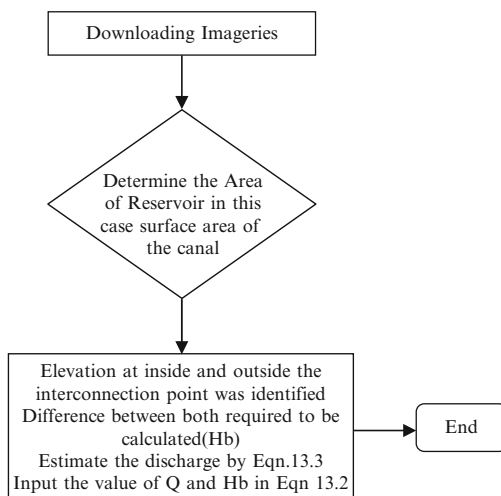 Downloading Imageries
Determine the Area
of Reservoir in this
case surface area of
the canal
Elevation at inside and outside the
interconnection point was identified
Difference between both required to be
calculated(Hb)
Estimate the discharge by Eqn.13.3
Input the value of Q and Hb in Eqn 13.2
End